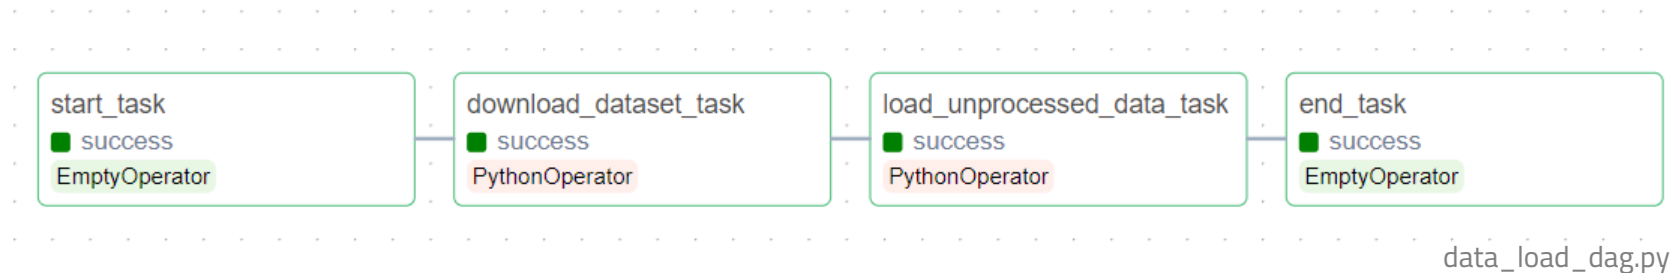 start_task
success
EmptyOperator
download_dataset_task
success
PythonOperator
load_unprocessed_data_task
success
PythonOperator
end_task
success
EmptyOperator
data_load_dag.py